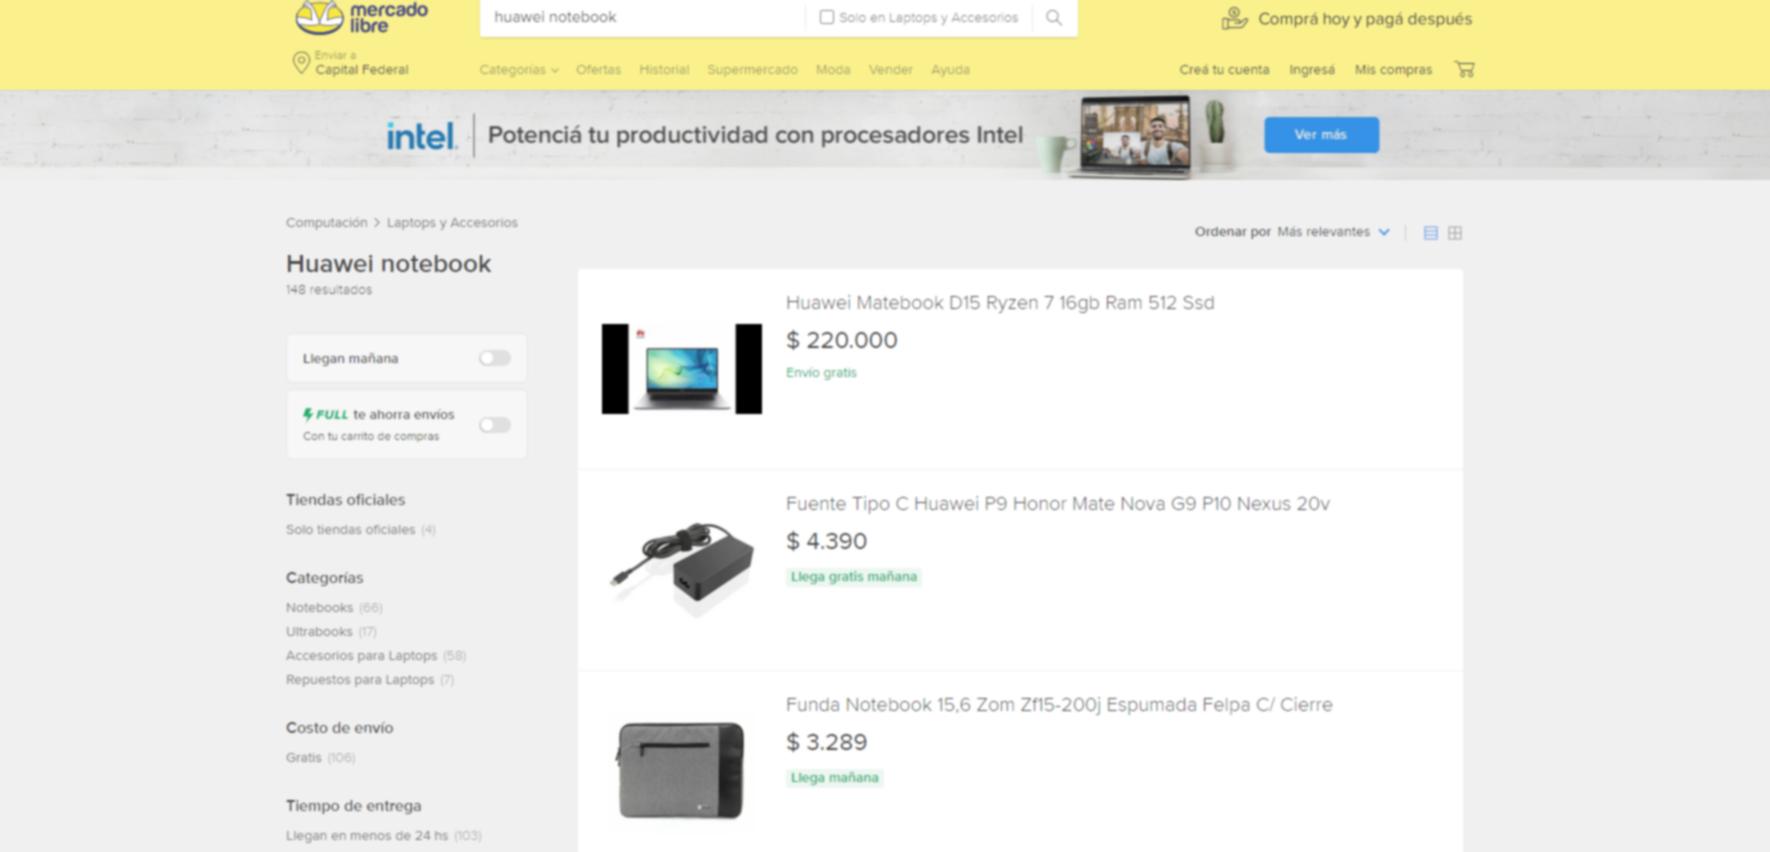 mercado
libre
huawei notebook
Solo en Laptops y Accesorios
Comprá hoy y pagá después
Enviar a
Capital Federal
Categorías
Ofertas
Historial
Supermercado
Moda
Vender
Ayuda
Creá tu cuenta
Ingresá
Mis compras
intel.
Potenciá tu productividad con procesadores Intel
Ver más
Computación > Laptops y Accesorios
Ordenar por Más relevantes
Huawei notebook
148 resultados
Llegan mañana
FULL te ahorra envíos
Con tu carrito de compras
Tiendas oficiales
Solo tiendas oficiales (4)
Categorías
Notebooks (66)
Ultrabooks (17)
Accesorios para Laptops (58)
Repuestos para Laptops (7)
Costo de envío
Gratis (106)
Tiempo de entrega
Llegan en menos de 24 hs (103)
Huawei Matebook D15 Ryzen 7 16gb Ram 512 Ssd
$ 220.000
Envío gratis
Fuente Tipo C Huawei P9 Honor Mate Nova G9 P10 Nexus 20v
$ 4.390
Llega gratis mañana
Funda Notebook 15,6 Zom Zf15-200j Espumada Felpa C/ Cierre
$ 3.289
Llega mañana